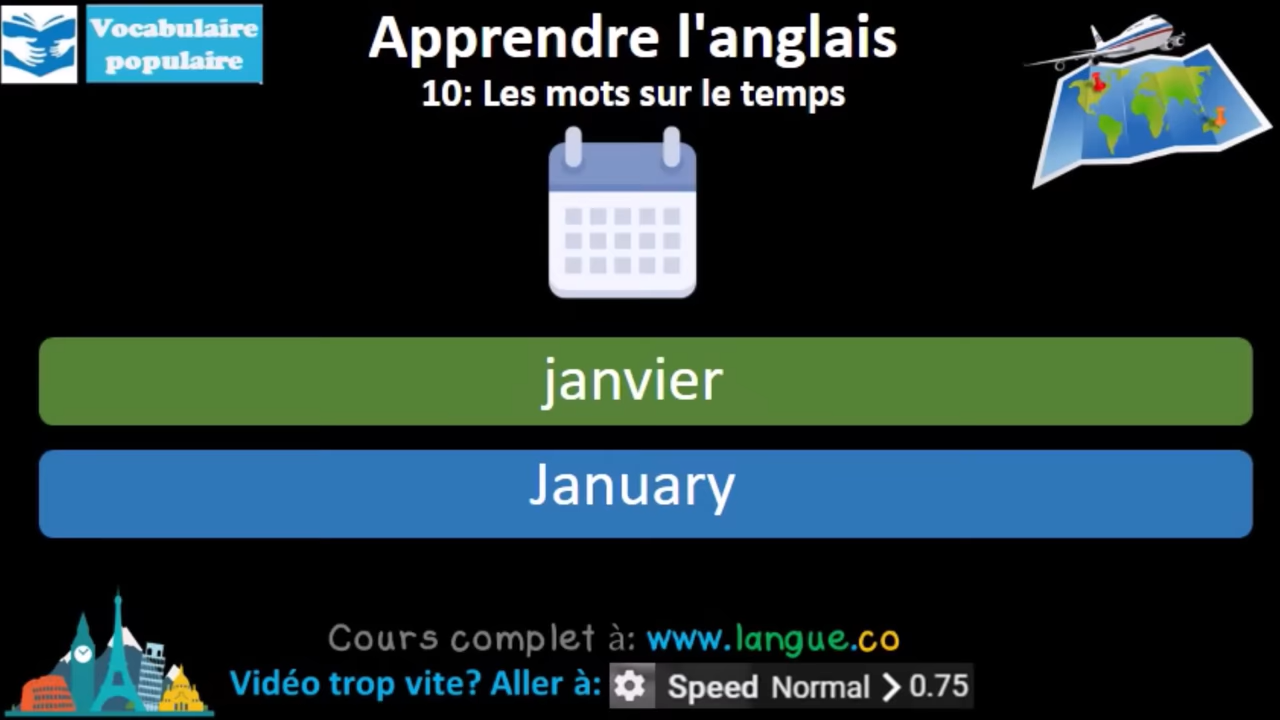 Vocabulaire
populaire
Apprendre l'anglais
10: Les mots sur le temps
janvier
January
Cours complet à: www.langue.co
Vidéo trop vite? Aller à: Speed Normal > 0.75